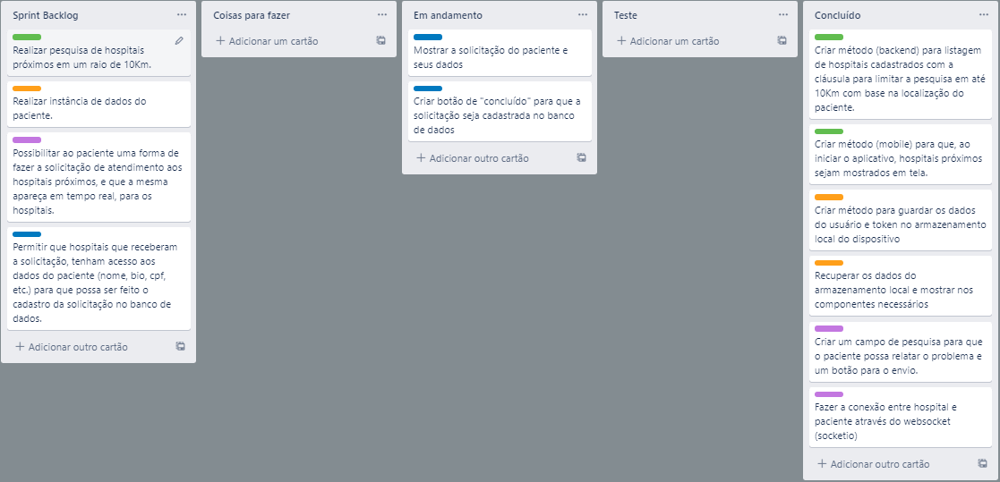 Sprint Backlog
Realizar pesquisa de hospitais
próximos em um raio de 10Km.
Realizar instância de dados do
paciente.
Possibilitar ao paciente uma forma de
fazer a solicitação de atendimento aos
hospitais próximos, e que a mesma
apareça em tempo real, para os
hospitais.
Permitir que hospitais que receberam
a solicitação, tenham acesso aos
dados do paciente (nome, bio, cpf,
etc.) para que possa ser feito o
cadastro da solicitação no banco de
dados.
+ Adicionar outro cartão
Coisas para fazer
+ Adicionar um cartão
Em andamento
Mostrar a solicitação do paciente e
seus dados
Criar botão de "concluído" para que a
solicitação seja cadastrada no banco
de dados
+ Adicionar outro cartão
Teste
+ Adicionar um cartão
Concluído
Criar método (backend) para listagem
de hospitais cadastrados com a
cláusula para limitar a pesquisa em até
10Km com base na localização do
paciente.
Criar método (mobile) para que, ao
iniciar o aplicativo, hospitais próximos
sejam mostrados em tela.
Criar método para guardar os dados
do usuário e token no armazenamento
local do dispositivo
Recuperar os dados do
armazenamento local e mostrar nos
componentes necessários
Criar um campo de pesquisa para que
o paciente possa relatar o problema e
um botão para o envio.
Fazer a conexão entre hospital e
paciente através do websocket
(socketio)
+ Adicionar outro cartão